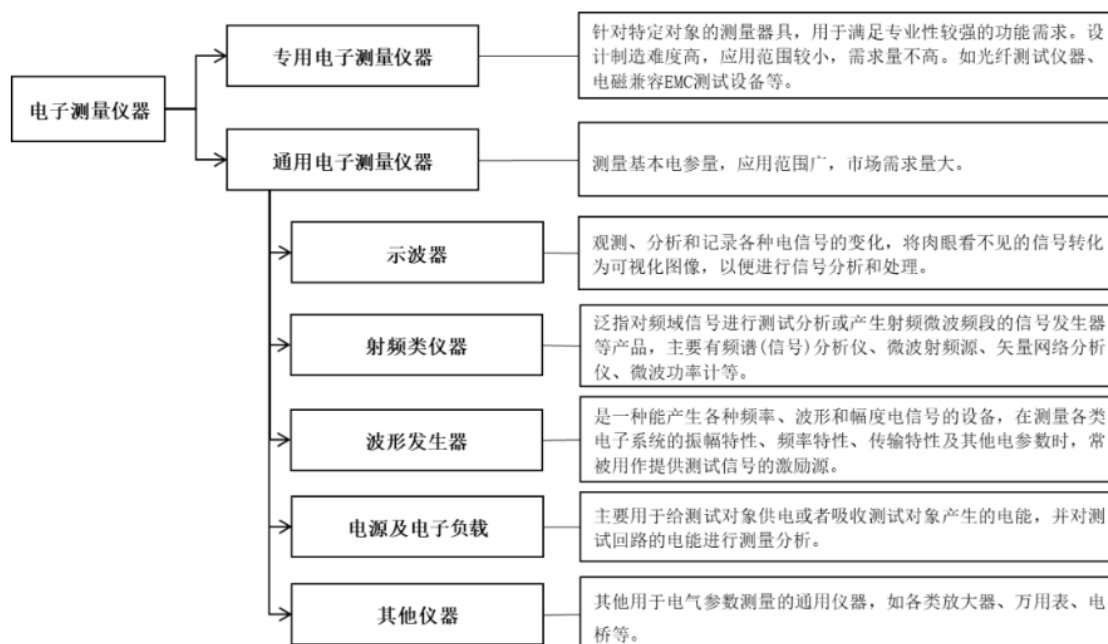 电子测量仪器
专用电子测量仪器
针对特定对象的测量器具，用于满足专业性较强的功能需求。设
计制造难度高，应用范围较小，需求量不高。如光纤测试仪器、
电磁兼容EMC测试设备等。
通用电子测量仪器
测量基本电参量，应用范围广，市场需求量大。
示波器
观测、分析和记录各种电信号的变化，将肉眼看不见的信号转化
为可视化图像，以便进行信号分析和处理。
射频类仪器
泛指对频域信号进行测试分析或产生射频微波频段的信号发生器
等产品，主要有频谱(信号)分析仪、微波射频源、矢量网络分析
仪、微波功率计等。
波形发生器
是一种能产生各种频率、波形和幅度电信号的设备，在测量各类
电子系统的振幅特性、频率特性、传输特性及其他电参数时，常
被用作提供测试信号的激励源。
电源及电子负载
主要用于给测试对象供电或者吸收测试对象产生的电能，并对测
试回路的电能进行测量分析。
其他仪器
其他用于电气参数测量的通用仪器，如各类放大器、万用表、电
桥等。